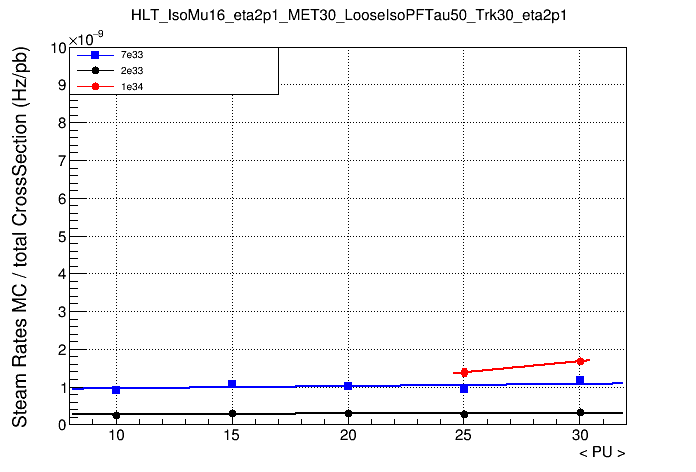 HLT_IsoMu16_eta2p1_MET30_LooseIsoPFTau50_Trk30_eta2p1
×10⁻⁹
7e33
2e33
1e34
Steam Rates MC / total CrossSection (Hz/pb)
10
9
8
7
6
5
4
3
2
1
0
10 15 20 25 30
< PU >